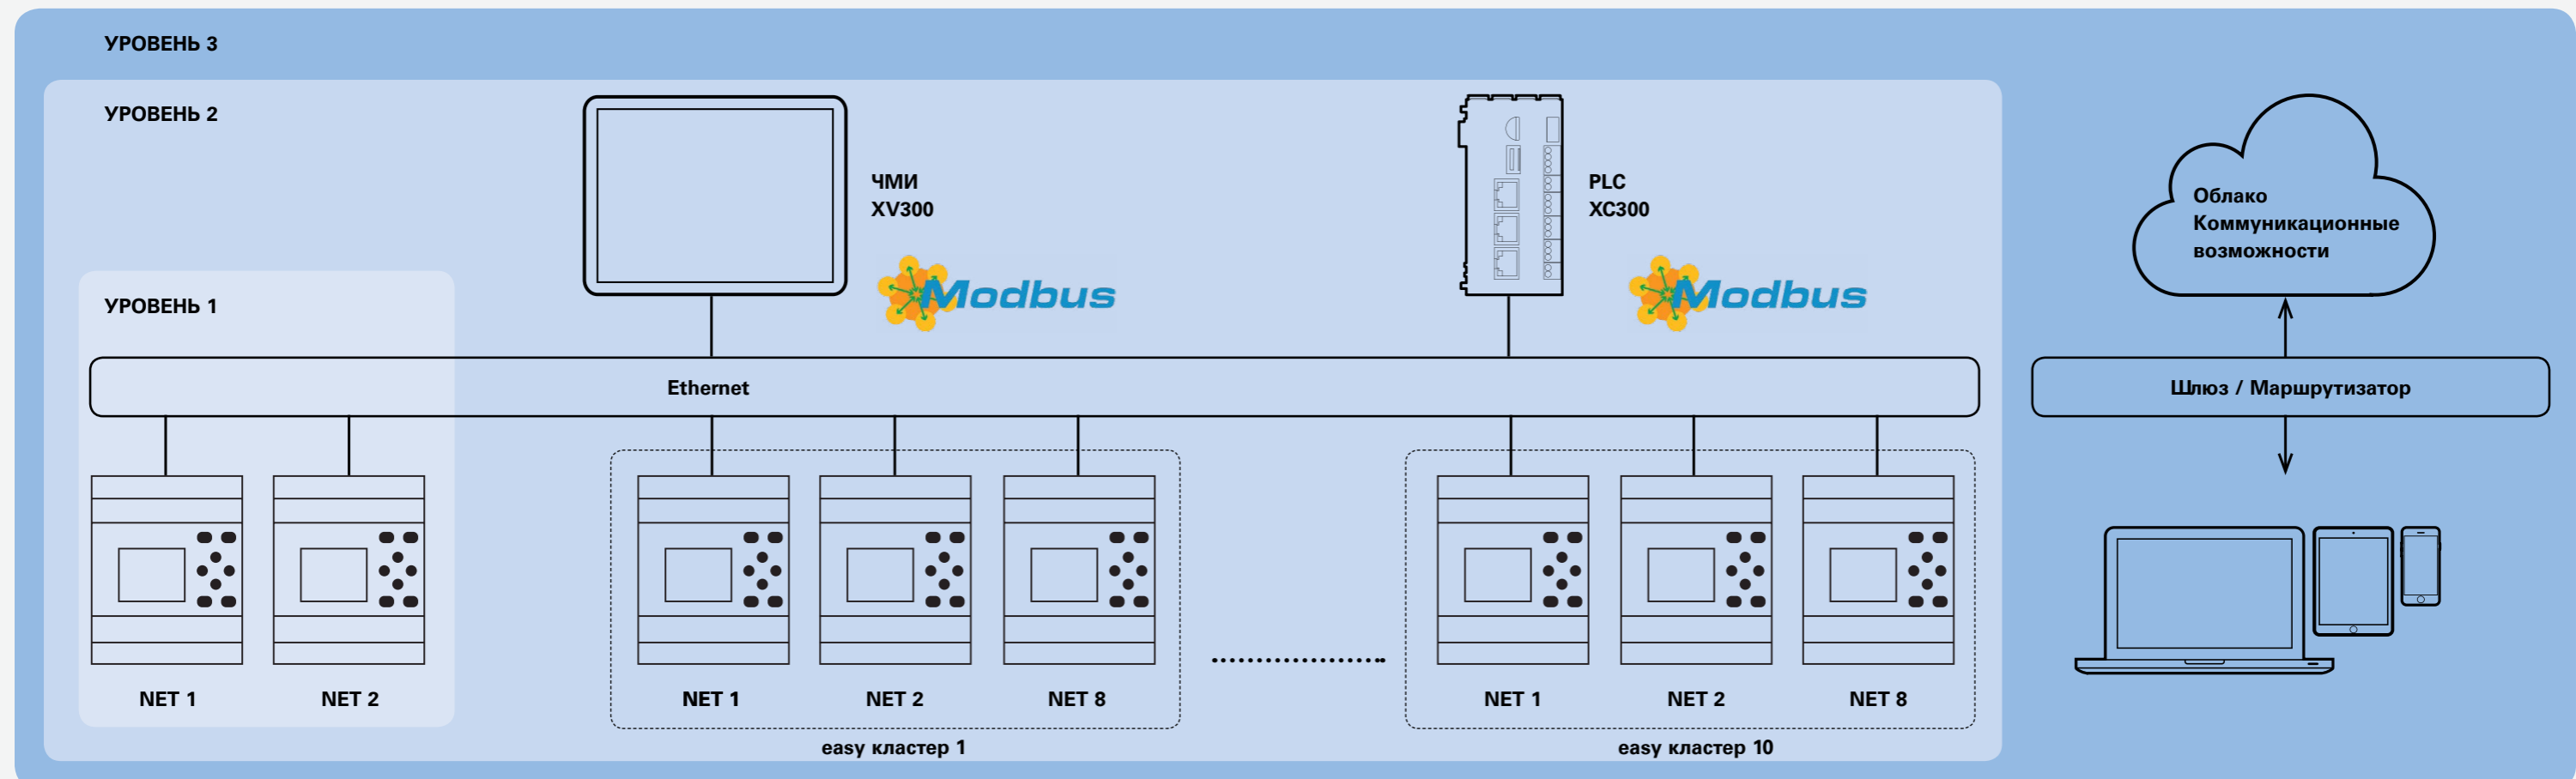 УРОВЕНЬ 3
УРОВЕНЬ 2
ЧМИ
XV300
Modbus
PLC
XC300
Modbus
Облако
Коммуникационные
возможности
УРОВЕНЬ 1
Ethernet
Шлюз / Маршрутизатор
NET 1
NET 2
NET 1
NET 2
NET 8
NET 1
NET 2
NET 8
easy кластер 1
easy кластер 10